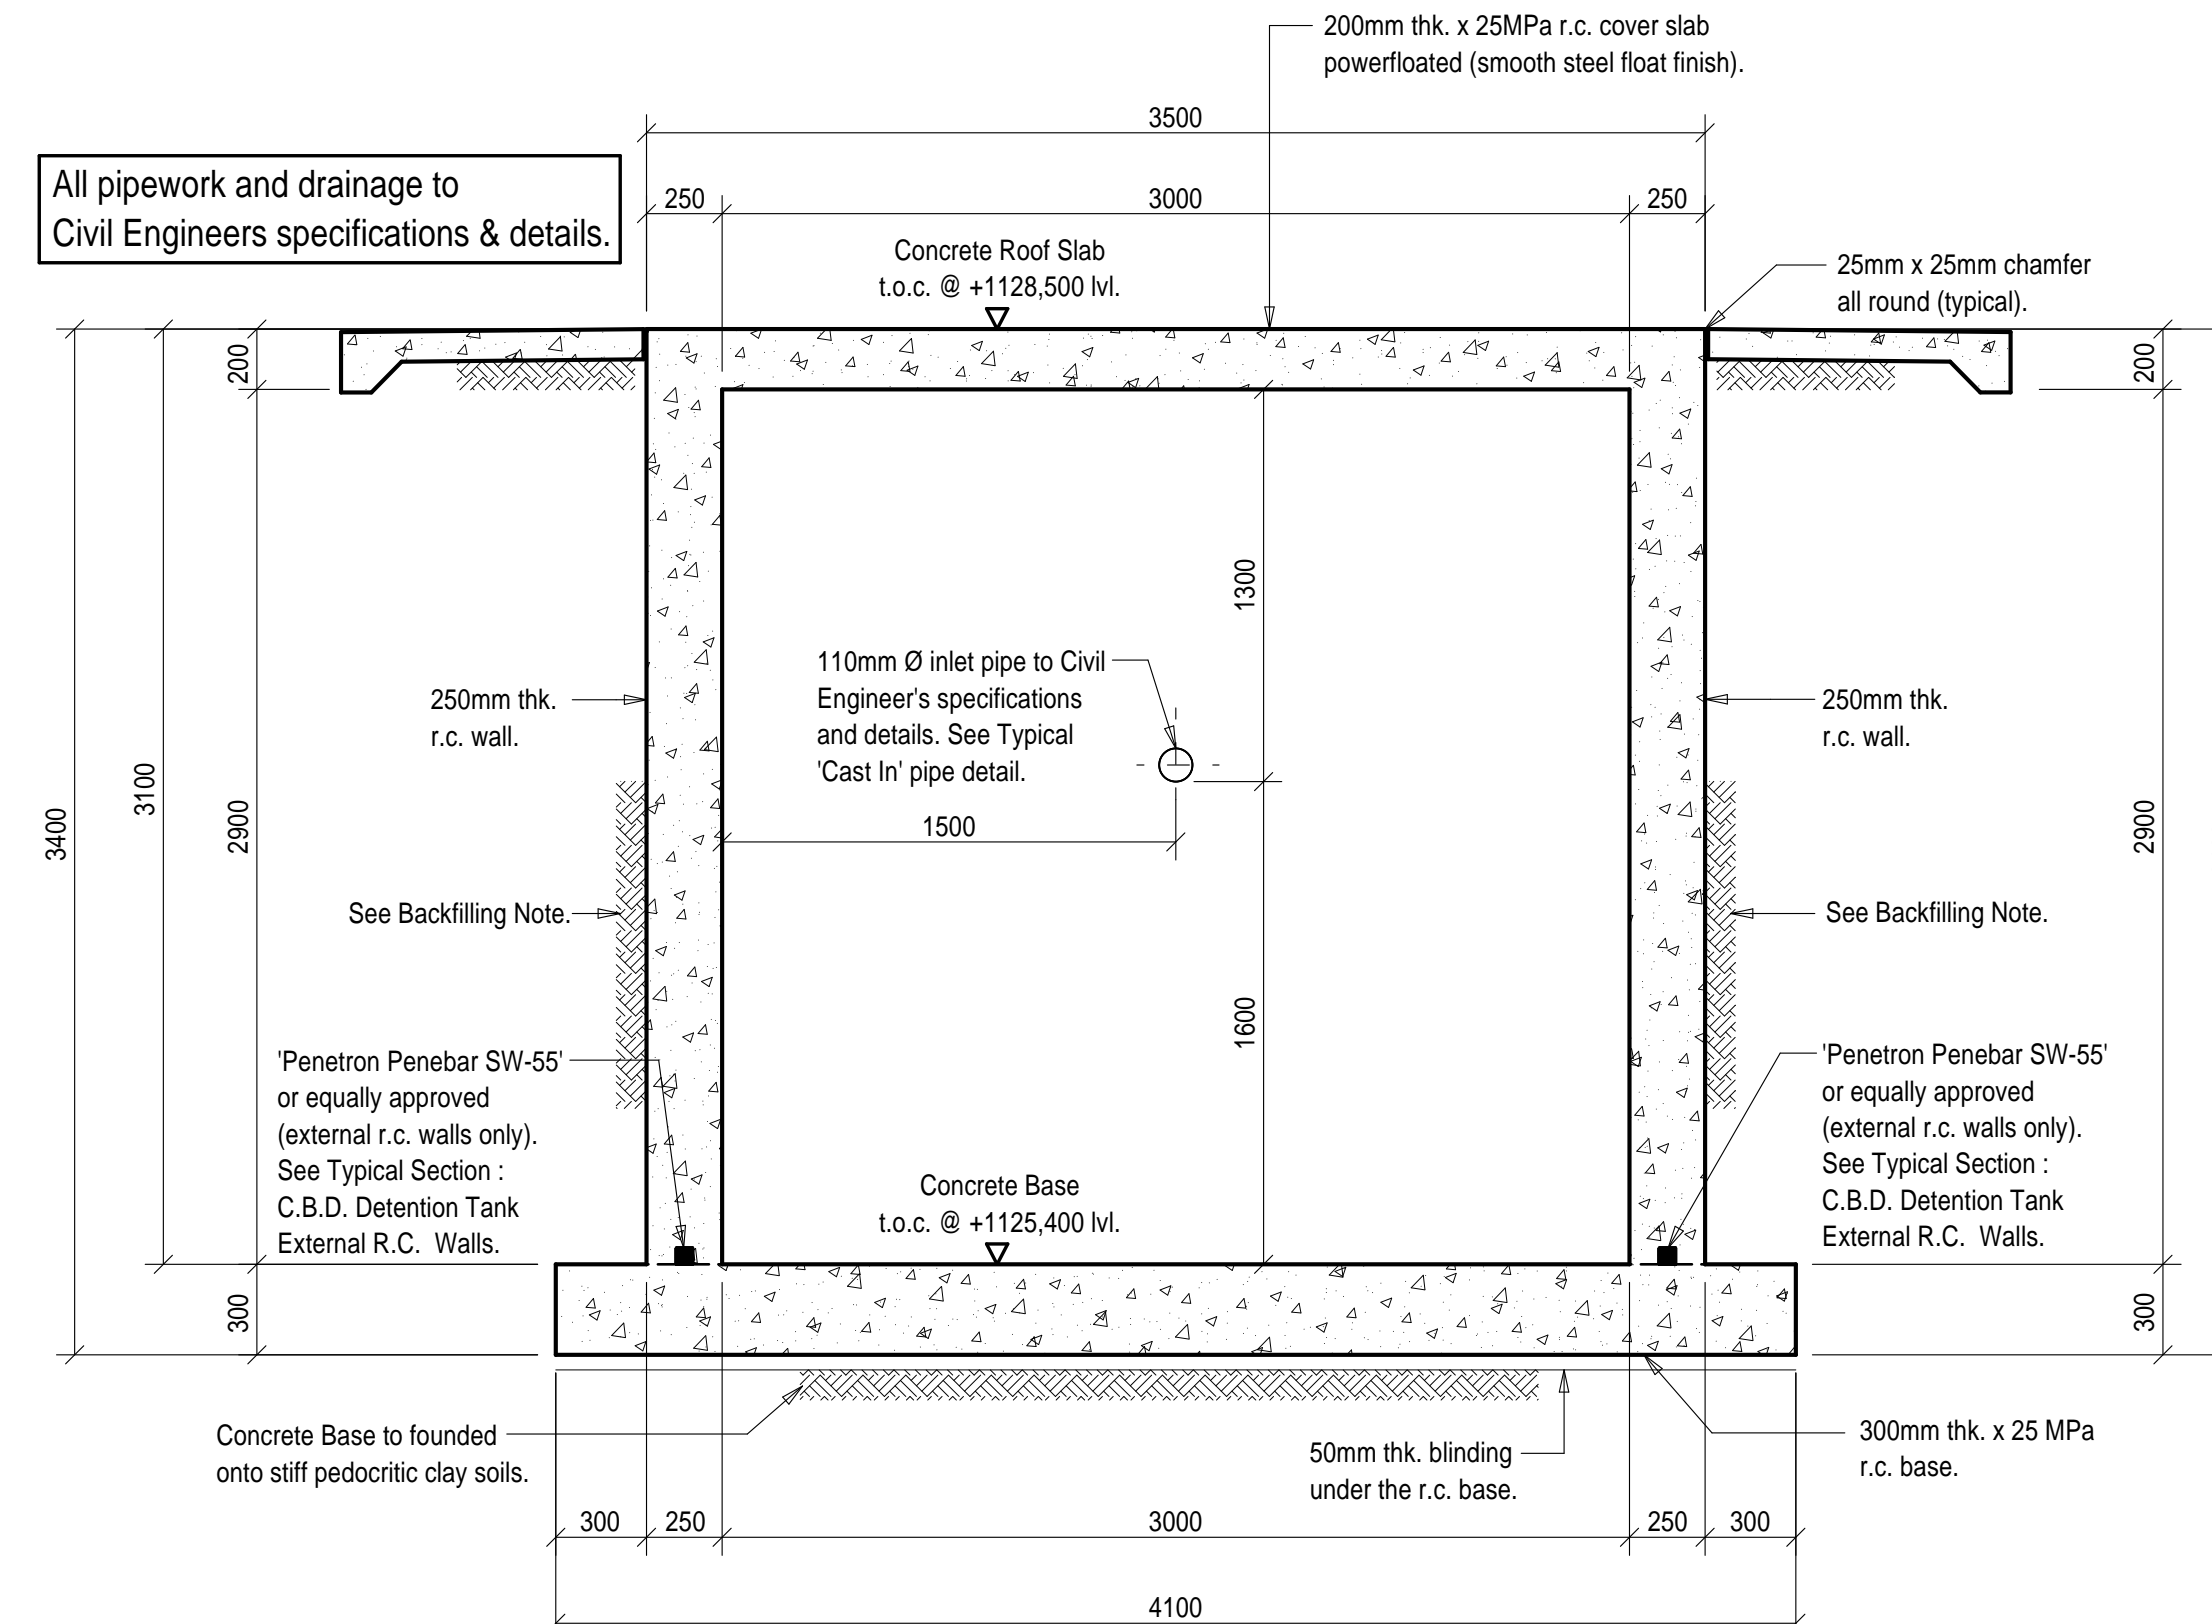 200mm thk. x 25MPa r.c. cover slab
powerfloated (smooth steel float finish).
3500
All pipework and drainage to
Civil Engineers specifications & details.
250
3000
250
Concrete Roof Slab
t.o.c. @ +1128,500 lvl.
25mm x 25mm chamfer
all round (typical).
200
200
1300
110mm Ø inlet pipe to Civil
Engineer's specifications
and details. See Typical
'Cast In' pipe detail.
250mm thk.
r.c. wall.
250mm thk.
r.c. wall.
3400
3100
2900
1500
2900
See Backfilling Note.
See Backfilling Note.
1600
'Penetron Penebar SW-55'
or equally approved
(external r.c. walls only).
See Typical Section :
C.B.D. Detention Tank
External R.C. Walls.
'Penetron Penebar SW-55'
or equally approved
(external r.c. walls only).
See Typical Section :
C.B.D. Detention Tank
External R.C. Walls.
Concrete Base
t.o.c. @ +1125,400 lvl.
300
300
Concrete Base to founded
onto stiff pedocritic clay soils.
50mm thk. blinding
under the r.c. base.
300mm thk. x 25 MPa
r.c. base.
300
250
3000
250
300
4100